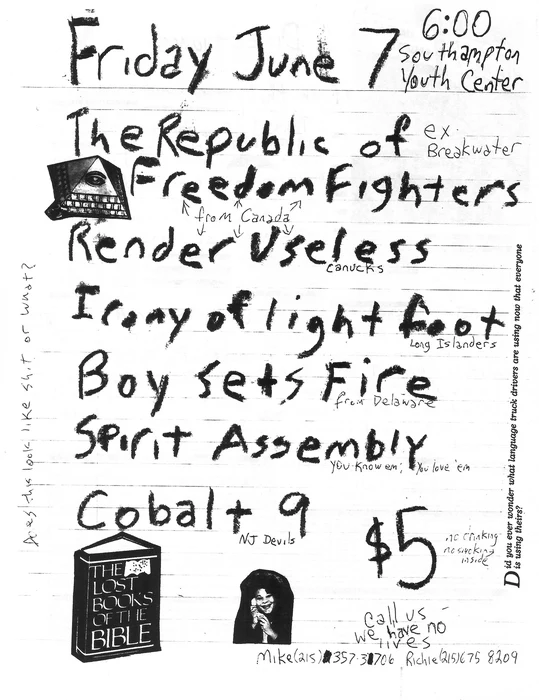 Friday June 7
6:00
Southampton
Youth Center
The Republic of
ex-
Breakwater
Freedom Fighters
from Canada
Render Useless
canucks
Irony of lightfoot
Long Islanders
Boy Sets Fire
from Delaware
Spirit Assembly
You Know em, You love 'em
Cobalt 9
NJ Devils
$5
no drinking
no smoking
inside
THE
LOST
BOOKS
OF THE
BIBLE
call us
we have no
lives
Mike (215) 357-3706 Richie (215) 675 8209
Does this look like shit or what?
Did you ever wonder what language truck drivers are using now that everyone
is using theirs?